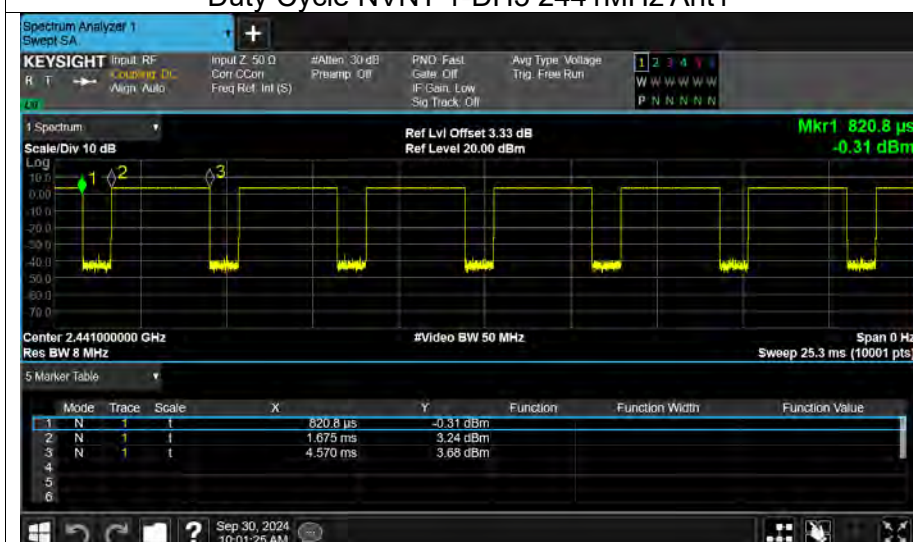 Duty Cycle NVNT 1-DH5 2441MHz Ant1
Spectrum Analyzer 1
Swept SA
+
KEYSIGHT Input: RF Input Z: 50 Ω #Atten: 30 dB PNO: Fast Avg Type: Voltage 1 2 3 4 5 6
R T Coupling: DC Corr CCorr Preamp: Off Gate: Off Trig: Free Run W W W W W W
Align: Auto Freq Ref: Int (S) IF Gain: Low
Sig Track: Off P N N N N N
1 Spectrum Ref Lvl Offset 3.33 dB Mkr1 820.8 µs
Scale/Div 10 dB Ref Level 20.00 dBm -0.31 dBm
Log
10.0 1 2 3
0.00
-10.0
-20.0
-30.0
-40.0
-50.0
-60.0
-70.0
Center 2.441000000 GHz #Video BW 50 MHz Span 0 Hz
Res BW 8 MHz Sweep 25.3 ms (10001 pts)
5 Marker Table
Mode Trace Scale X Y Function Function Width Function Value
1 N 1 t 820.8 µs -0.31 dBm
2 N 1 t 1.675 ms 3.24 dBm
3 N 1 t 4.570 ms 3.68 dBm
4
5
6
? Sep 30, 2024
10:01:25 AM